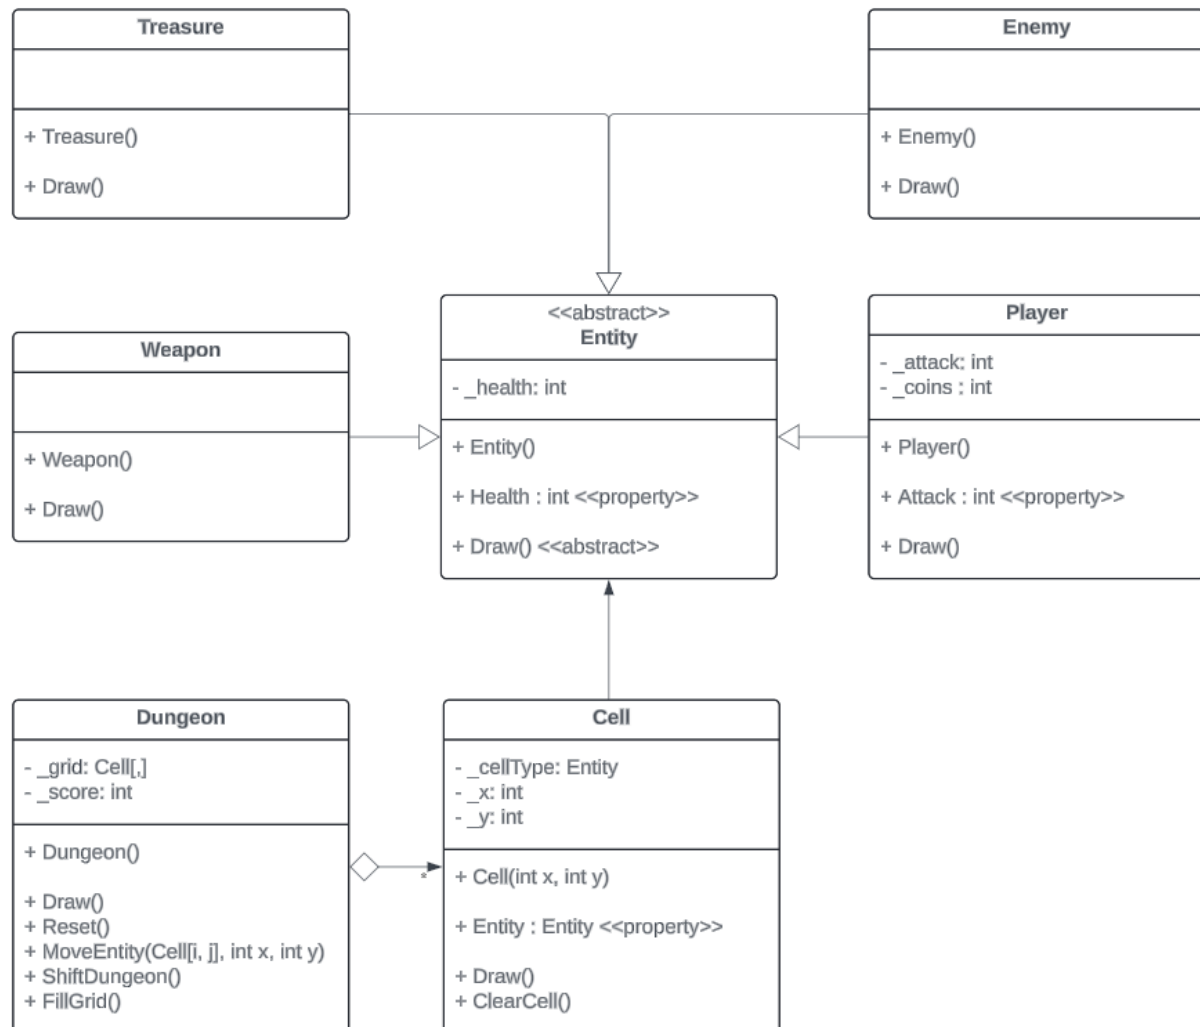 Treasure
+ Treasure()
+ Draw()
Enemy
+ Enemy()
+ Draw()
Weapon
+ Weapon()
+ Draw()
<<abstract>>
Entity
- _health: int
+ Entity()
+ Health : int <<property>>
+ Draw() <<abstract>>
Player
- _attack: int
- _coins : int
+ Player()
+ Attack : int <<property>>
+ Draw()
Dungeon
- _grid: Cell[,]
- _score: int
+ Dungeon()
+ Draw()
+ Reset()
+ MoveEntity(Cell[i, j], int x, int y)
+ ShiftDungeon()
+ FillGrid()
*
Cell
- _cellType: Entity
- _x: int
- _y: int
+ Cell(int x, int y)
+ Entity : Entity <<property>>
+ Draw()
+ ClearCell()